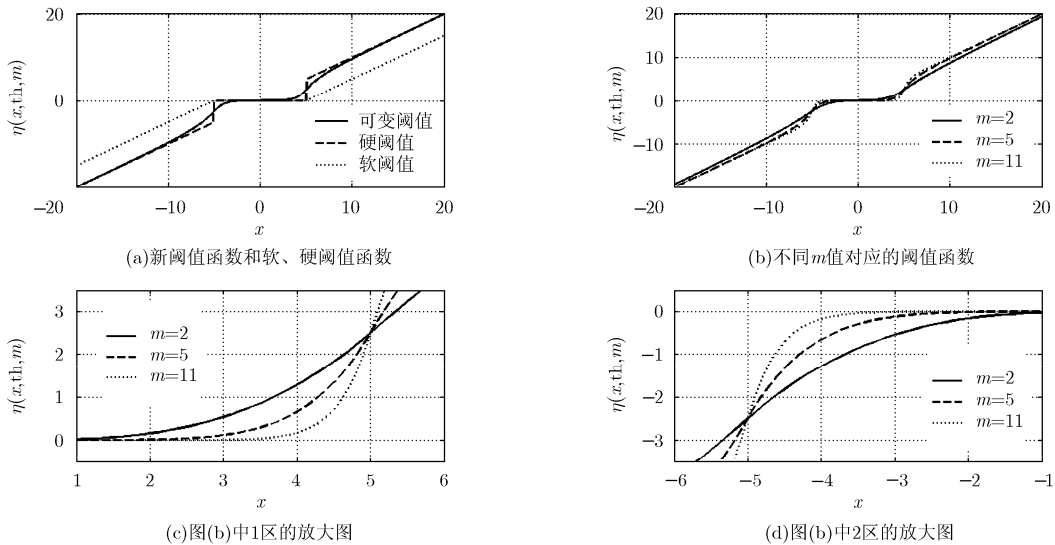 20
0
η(x,th,m)
可变阈值
硬阈值
软阈值
−20 −10 0 10 20
x
(a)新阈值函数和软、硬阈值函数
20
10
0
−10
η(x,th,m)
m=2
m=5
m=11
−20 −10 0 10 20
x
(b)不同m值对应的阈值函数
3
2
1
0
η(x,th,m)
m=2
m=5
m=11
1 2 3 4 5 6
x
(c)图(b)中1区的放大图
0
−1
−2
−3
η(x,th,m)
m=2
m=5
m=11
−6 −5 −4 −3 −2 −1
x
(d)图(b)中2区的放大图